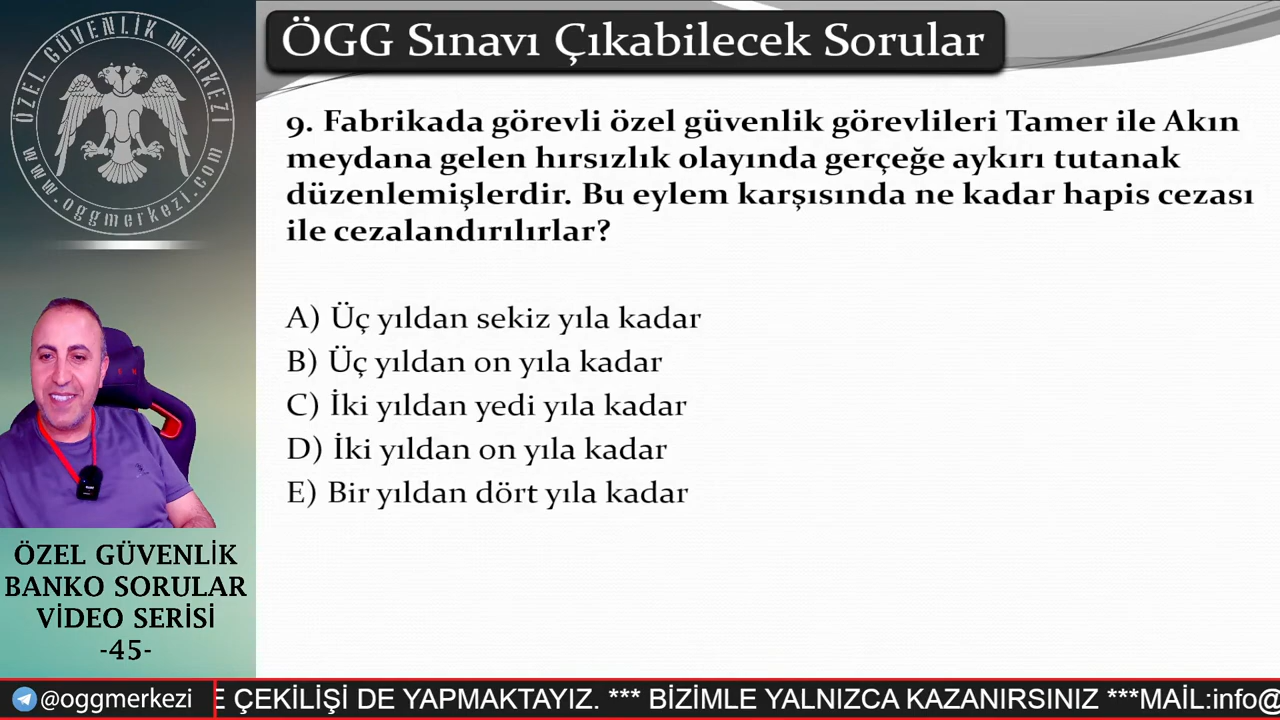 ÖZEL GÜVENLİK MERKEZİ
www.oggmerkezi.com
ÖGG Sınavı Çıkabilecek Sorular
9. Fabrikada görevli özel güvenlik görevlileri Tamer ile Akın
meydana gelen hırsızlık olayında gerçeğe aykırı tutanak
düzenlemişlerdir. Bu eylem karşısında ne kadar hapis cezası
ile cezalandırılırlar?
A) Üç yıldan sekiz yıla kadar
B) Üç yıldan on yıla kadar
C) İki yıldan yedi yıla kadar
D) İki yıldan on yıla kadar
E) Bir yıldan dört yıla kadar
ÖZEL GÜVENLİK
BANKO SORULAR
VİDEO SERİSİ
-45-
@oggmerkezi
E ÇEKİLİŞİ DE YAPMAKTAYIZ. *** BİZİMLE YALNIZCA KAZANIRSINIZ ***MAİL:info@